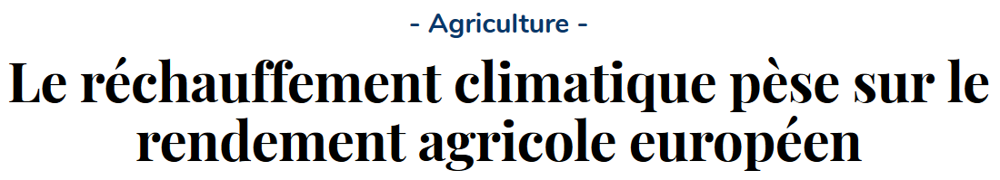 - Agriculture -
Le réchauffement climatique pèse sur le
rendement agricole européen